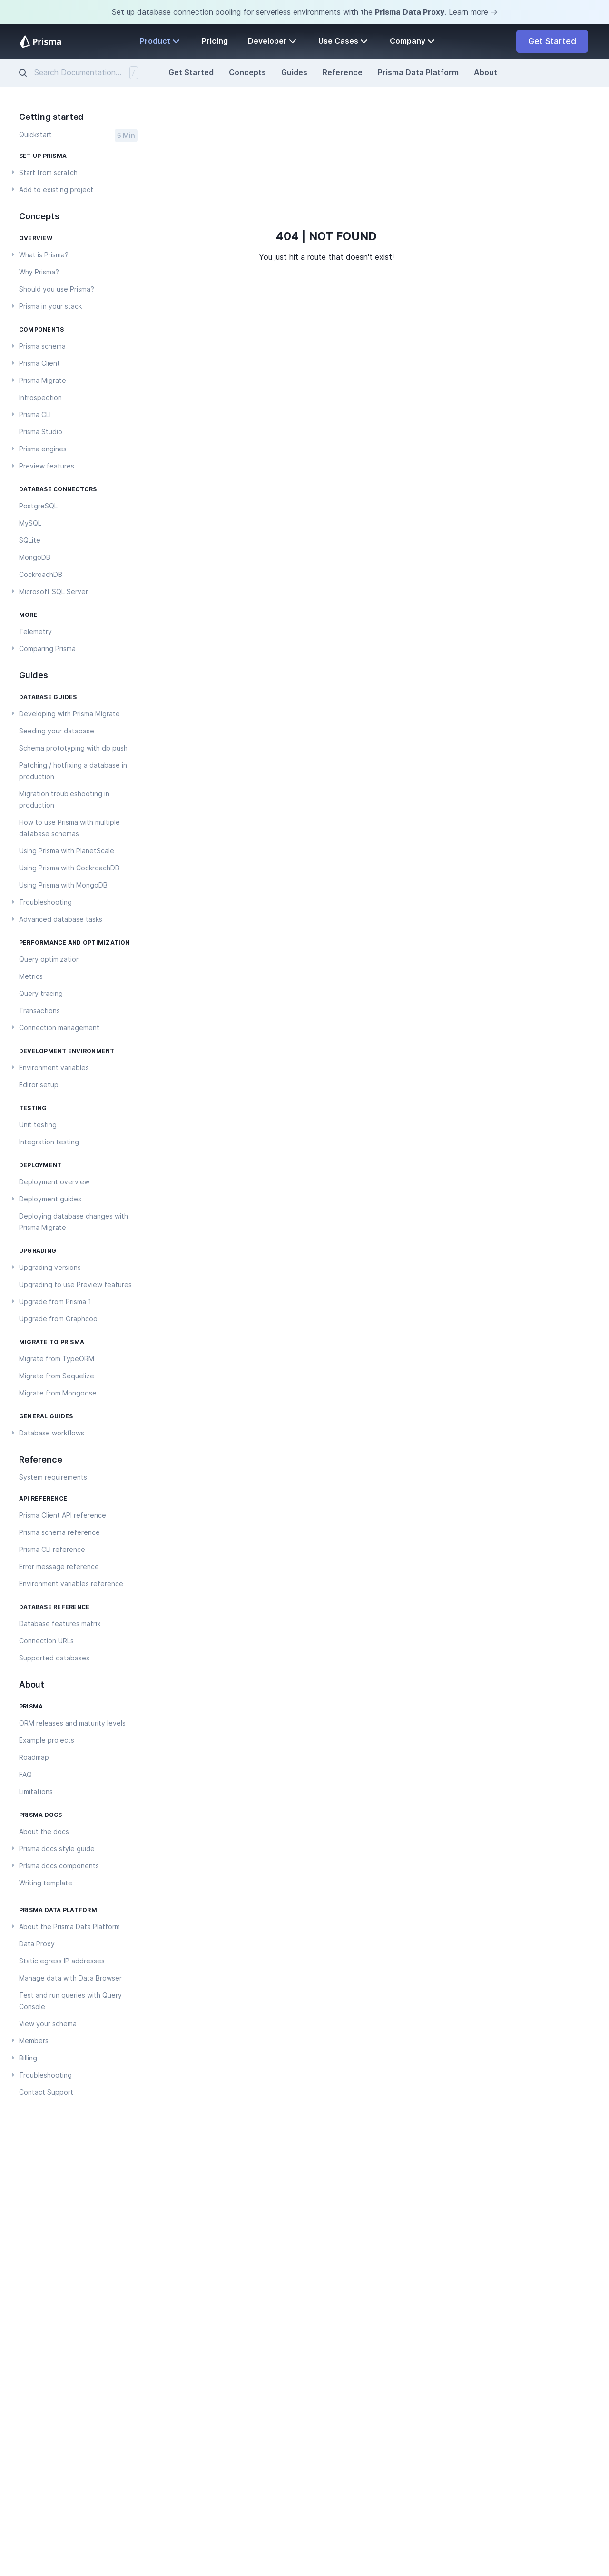 Set up database connection pooling for serverless environments with the Prisma Data Proxy. Learn more →
Prisma
Product
Pricing
Developer
Use Cases
Company
Get Started
Search Documentation...
/
Get Started
Concepts
Guides
Reference
Prisma Data Platform
About
Getting started
Quickstart
5 Min
SET UP PRISMA
Start from scratch
Add to existing project
Concepts
OVERVIEW
What is Prisma?
Why Prisma?
Should you use Prisma?
Prisma in your stack
COMPONENTS
Prisma schema
Prisma Client
Prisma Migrate
Introspection
Prisma CLI
Prisma Studio
Prisma engines
Preview features
DATABASE CONNECTORS
PostgreSQL
MySQL
SQLite
MongoDB
CockroachDB
Microsoft SQL Server
MORE
Telemetry
Comparing Prisma
Guides
DATABASE GUIDES
Developing with Prisma Migrate
Seeding your database
Schema prototyping with db push
Patching / hotfixing a database in
production
Migration troubleshooting in
production
How to use Prisma with multiple
database schemas
Using Prisma with PlanetScale
Using Prisma with CockroachDB
Using Prisma with MongoDB
Troubleshooting
Advanced database tasks
PERFORMANCE AND OPTIMIZATION
Query optimization
Metrics
Query tracing
Transactions
Connection management
DEVELOPMENT ENVIRONMENT
Environment variables
Editor setup
TESTING
Unit testing
Integration testing
DEPLOYMENT
Deployment overview
Deployment guides
Deploying database changes with
Prisma Migrate
UPGRADING
Upgrading versions
Upgrading to use Preview features
Upgrade from Prisma 1
Upgrade from Graphcool
MIGRATE TO PRISMA
Migrate from TypeORM
Migrate from Sequelize
Migrate from Mongoose
GENERAL GUIDES
Database workflows
Reference
System requirements
API REFERENCE
Prisma Client API reference
Prisma schema reference
Prisma CLI reference
Error message reference
Environment variables reference
DATABASE REFERENCE
Database features matrix
Connection URLs
Supported databases
About
PRISMA
ORM releases and maturity levels
Example projects
Roadmap
FAQ
Limitations
PRISMA DOCS
About the docs
Prisma docs style guide
Prisma docs components
Writing template
PRISMA DATA PLATFORM
About the Prisma Data Platform
Data Proxy
Static egress IP addresses
Manage data with Data Browser
Test and run queries with Query
Console
View your schema
Members
Billing
Troubleshooting
Contact Support
404 | NOT FOUND
You just hit a route that doesn't exist!